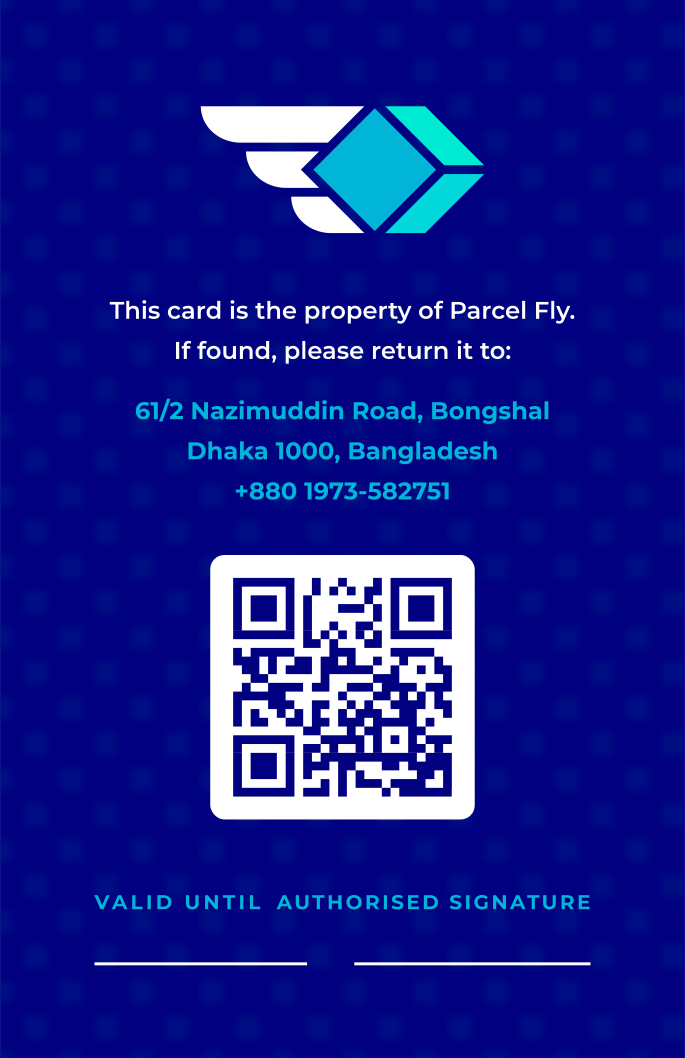 This card is the property of Parcel Fly.
If found, please return it to:
61/2 Nazimuddin Road, Bongshal
Dhaka 1000, Bangladesh
+880 1973-582751
VALID UNTIL AUTHORISED SIGNATURE